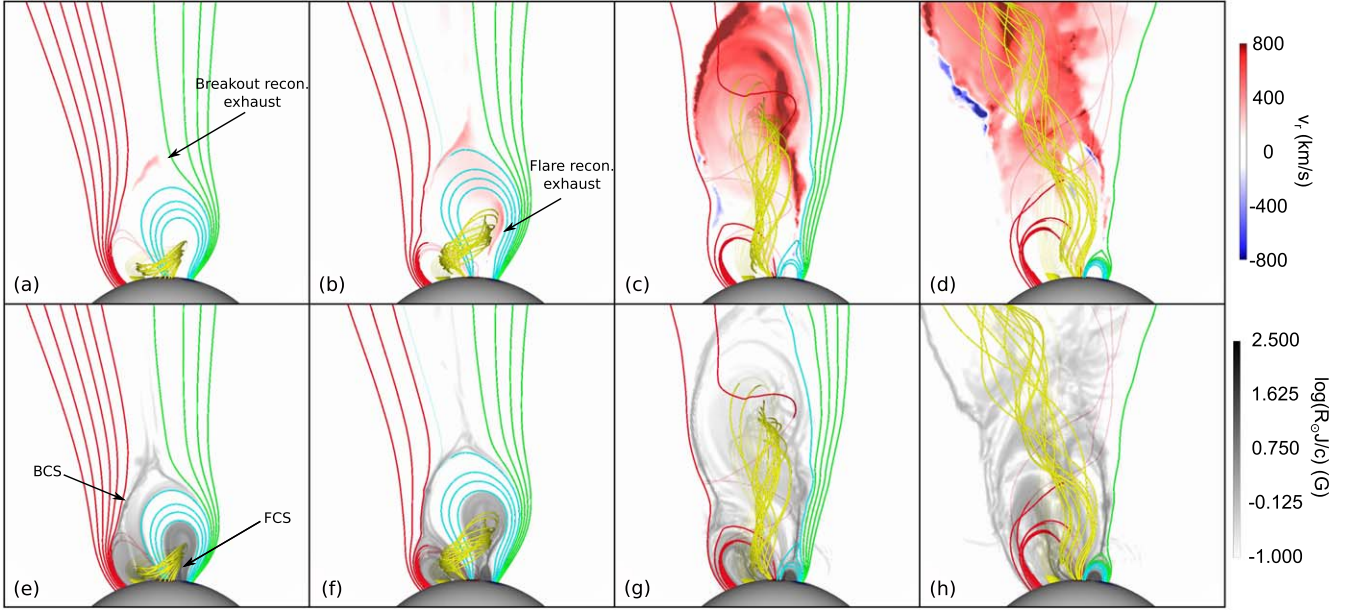 Breakout recon.
exhaust
(a)
Flare recon.
exhaust
(b)
(c)
(d)
800
400
0
-400
-800
v_r (km/s)
BCS
FCS
(e)
(f)
(g)
(h)
2.500
1.625
0.750
-0.125
-1.000
log(R☉J/c) (G)